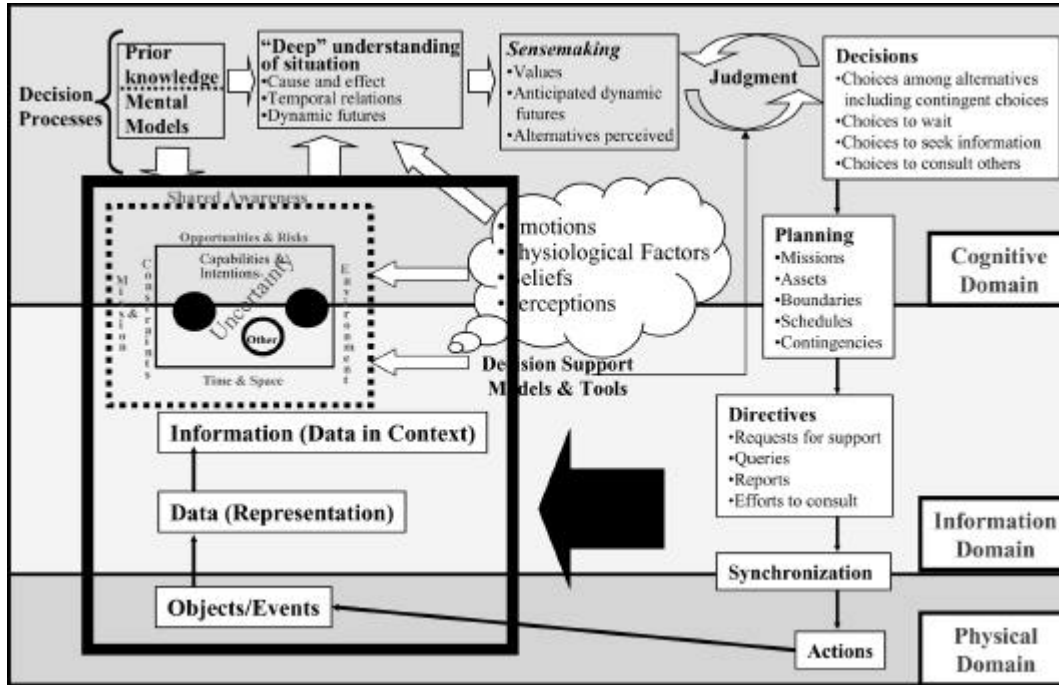 Decision
Processes
Prior
knowledge
Mental
Models
“Deep” understanding
of situation
•Cause and effect
•Temporal relations
•Dynamic futures
Sensemaking
•Values
•Anticipated dynamic
futures
•Alternatives perceived
Judgment
Decisions
•Choices among alternatives
including contingent choices
•Choices to wait
•Choices to seek information
•Choices to consult others
Shared Awareness
Opportunities & Risks
Capabilities &
Intentions
Uncertainty
Other
Mission
&
Constraints
Environment
Time & Space
•motions
•hysiological Factors
•eliefs
•erceptions
Decision Support
Models & Tools
Planning
•Missions
•Assets
•Boundaries
•Schedules
•Contingencies
Cognitive
Domain
Information (Data in Context)
Data (Representation)
Objects/Events
Directives
•Requests for support
•Queries
•Reports
•Efforts to consult
Information
Domain
Synchronization
Actions
Physical
Domain